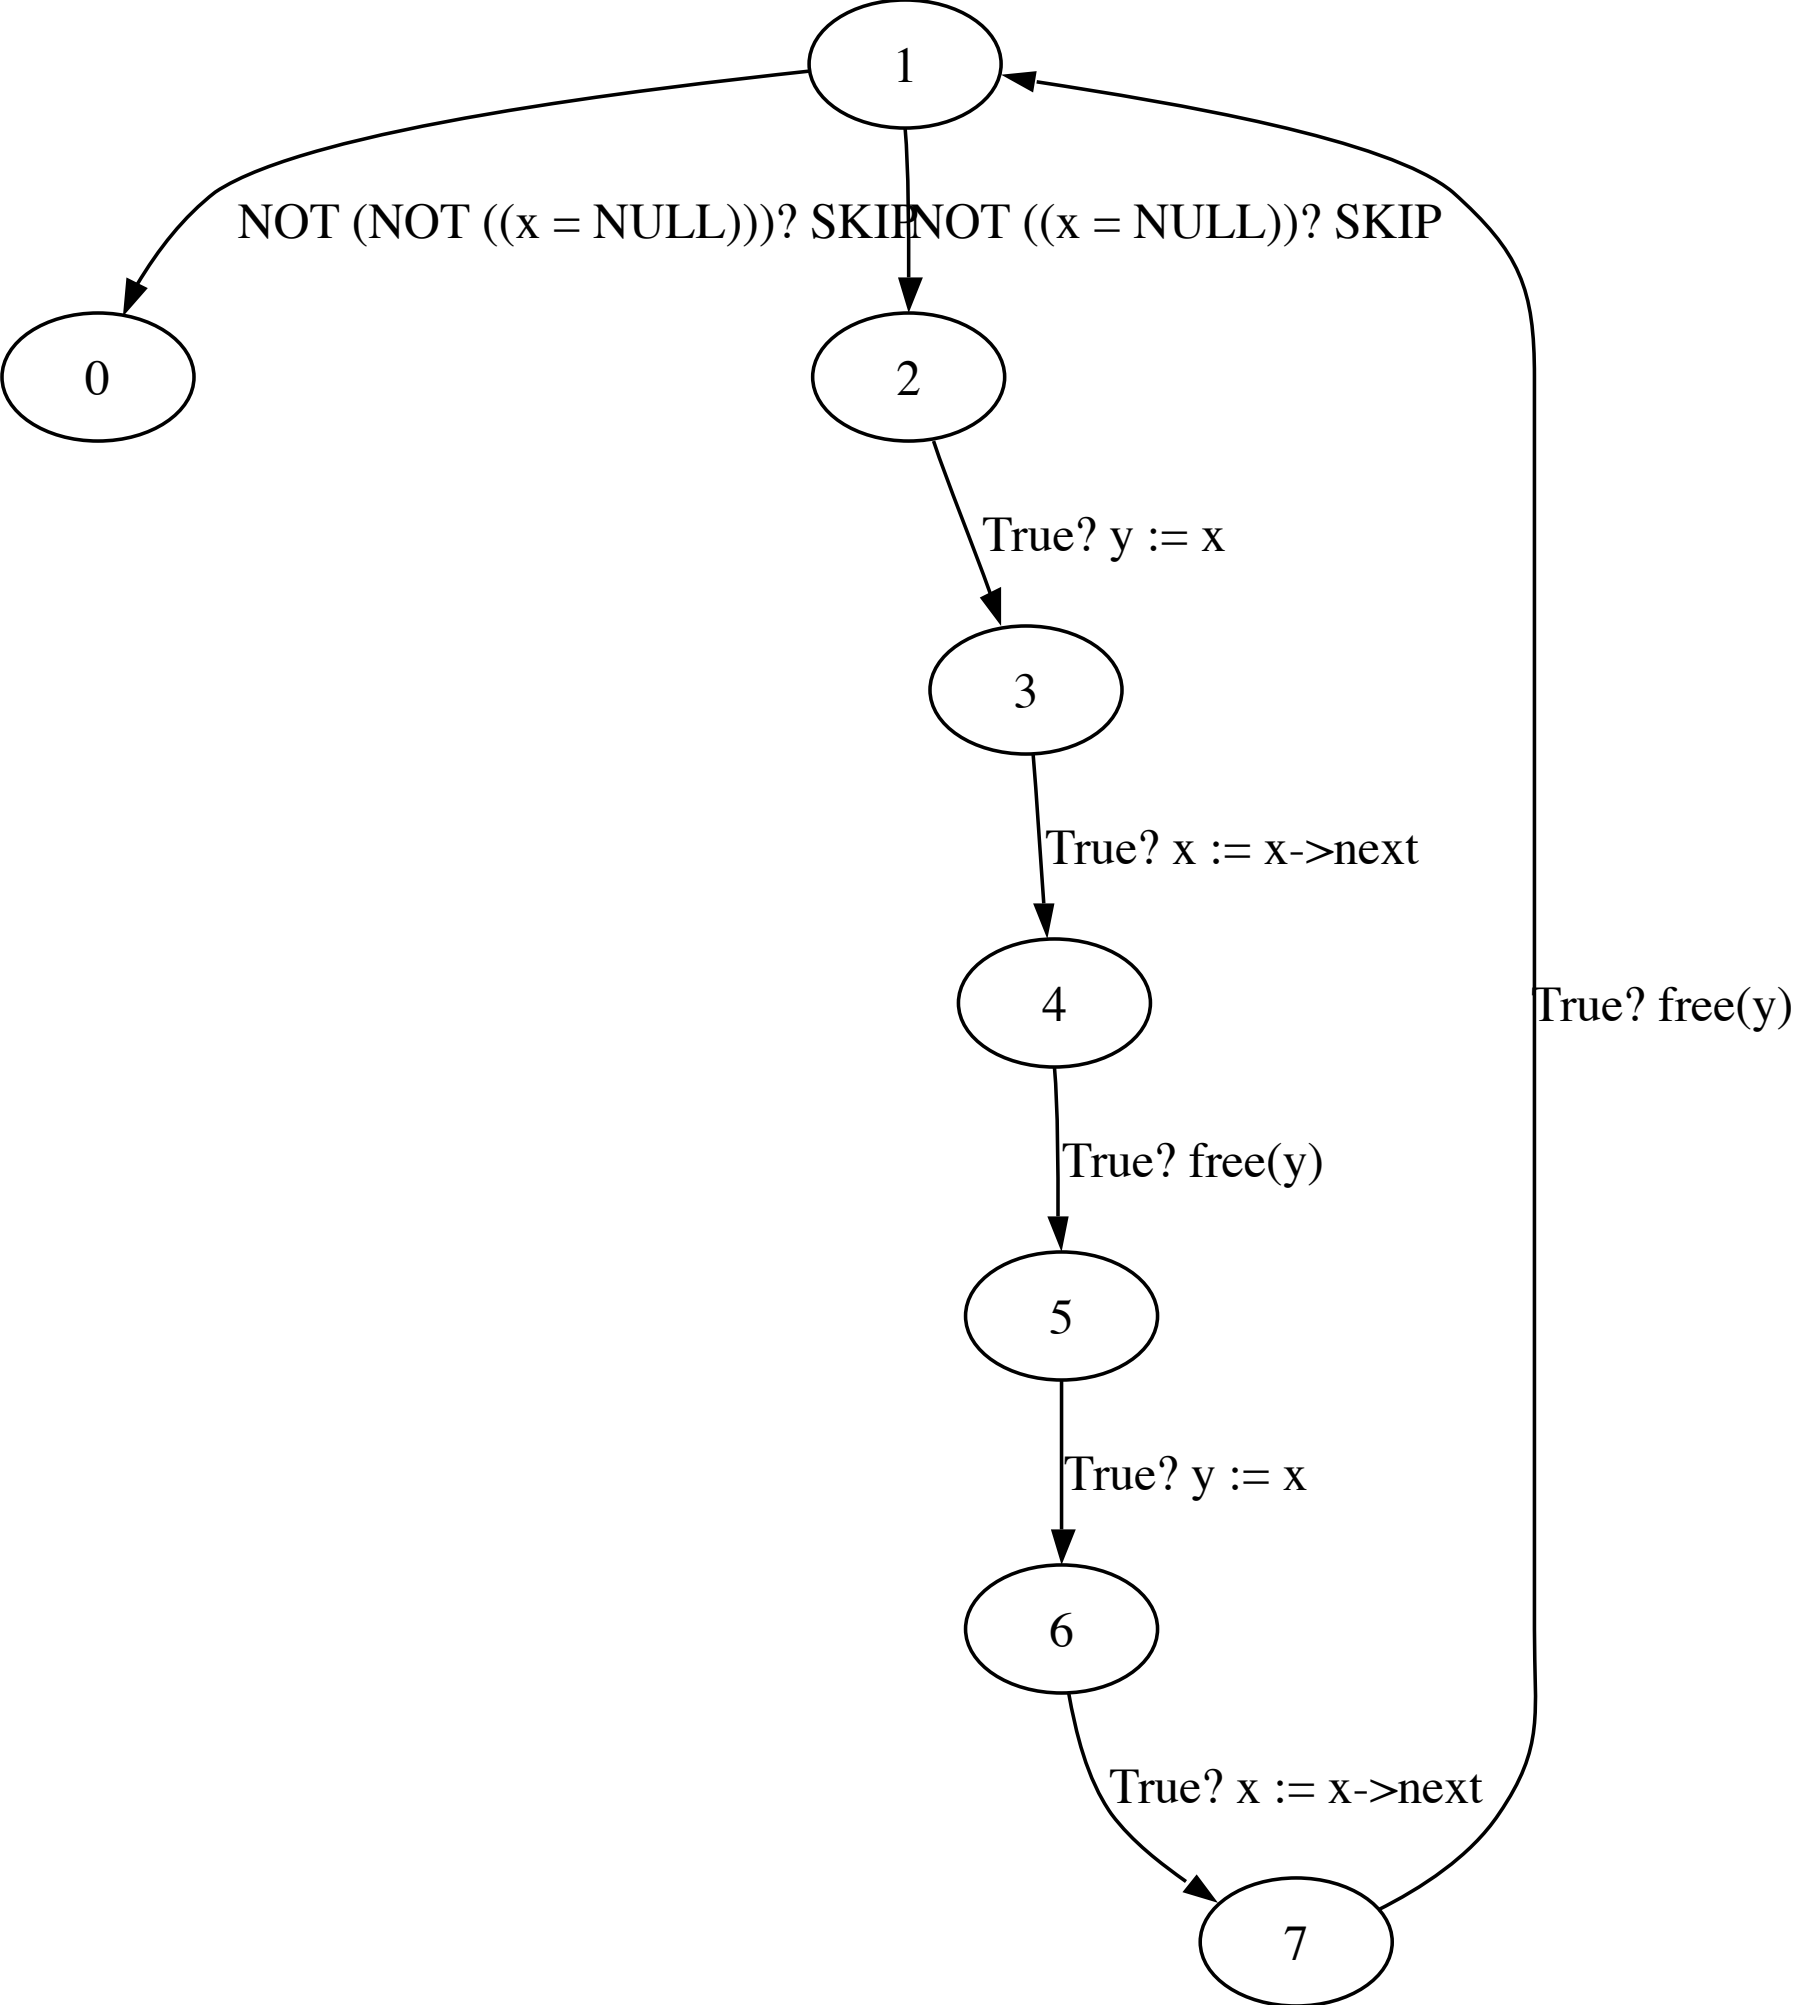 1
NOT (NOT ((x = NULL)))? SKIP
NOT ((x = NULL))? SKIP
0
2
True? y := x
3
True? x := x->next
4
True? free(y)
True? free(y)
5
True? y := x
6
True? x := x->next
7